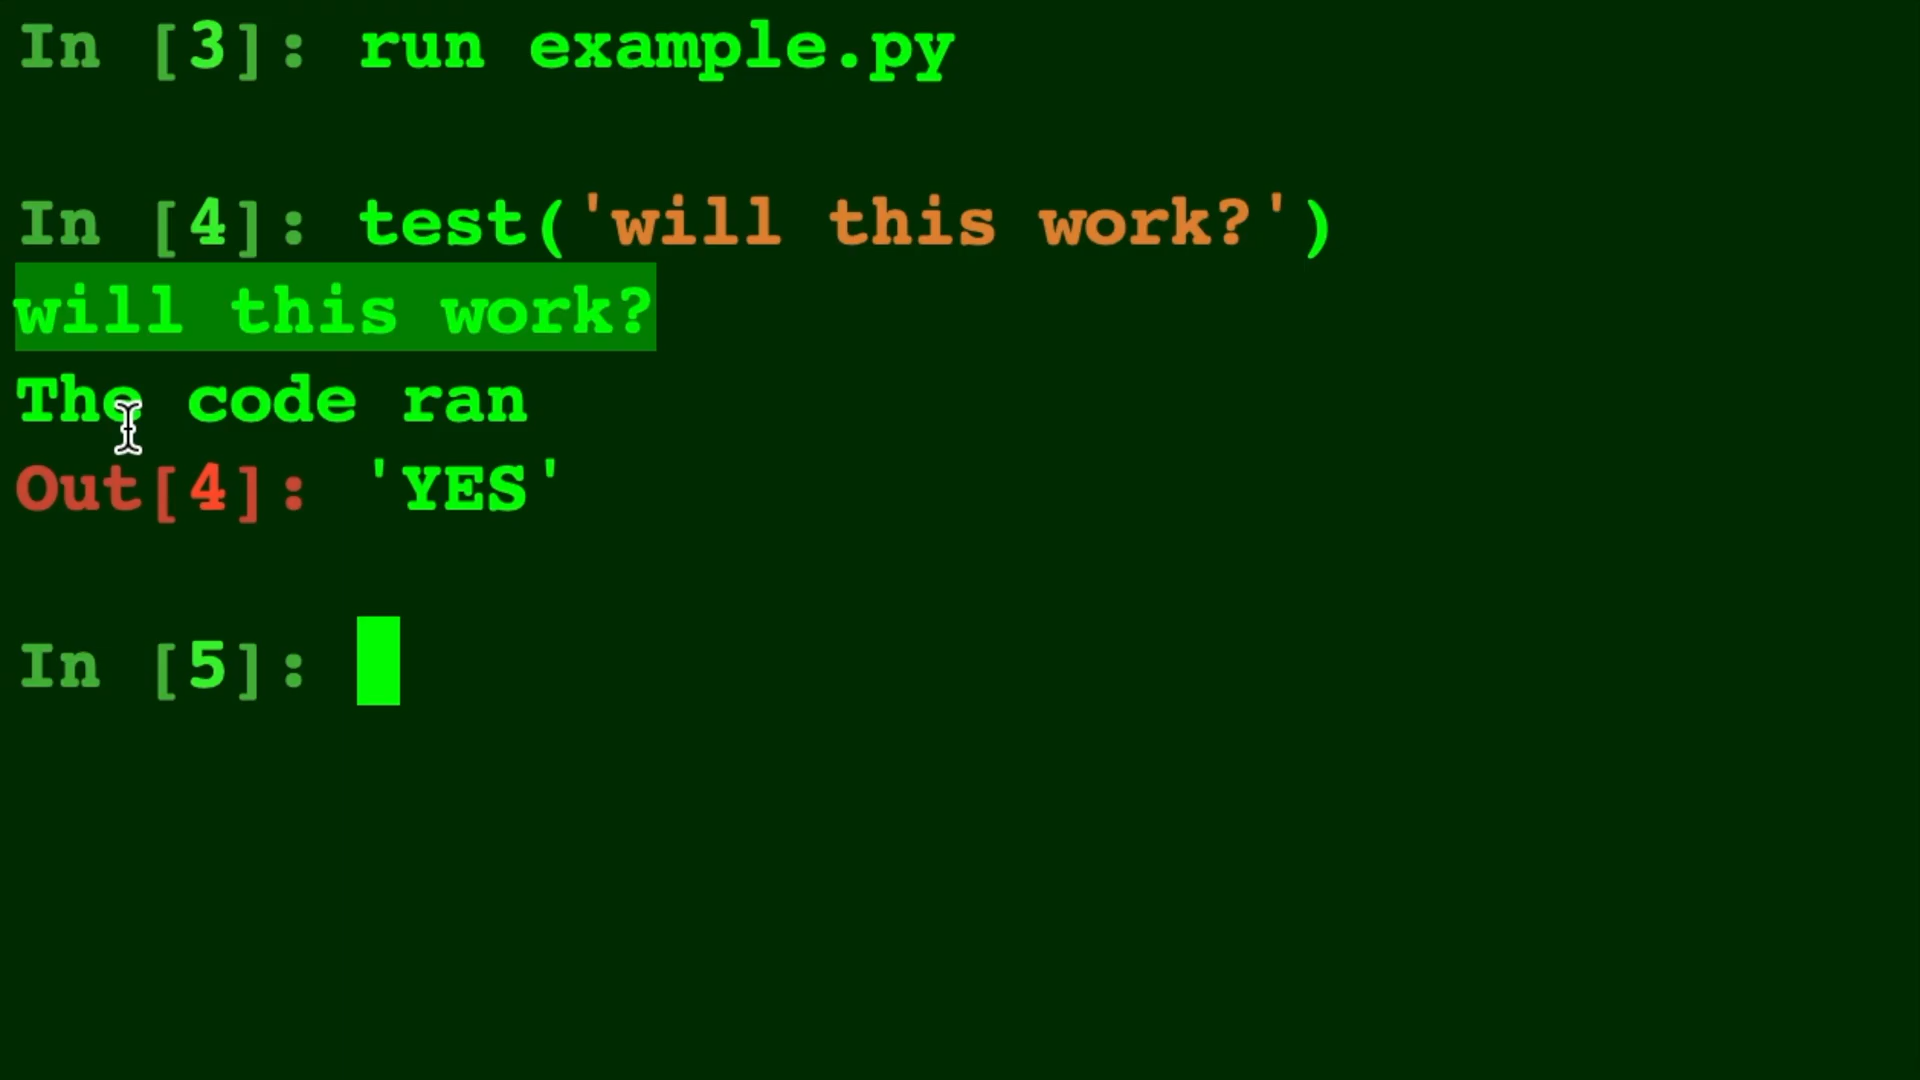 In [3]: run example.py
In [4]: test('will this work?')
will this work?
The code ran
Out[4]: 'YES'
In [5]: